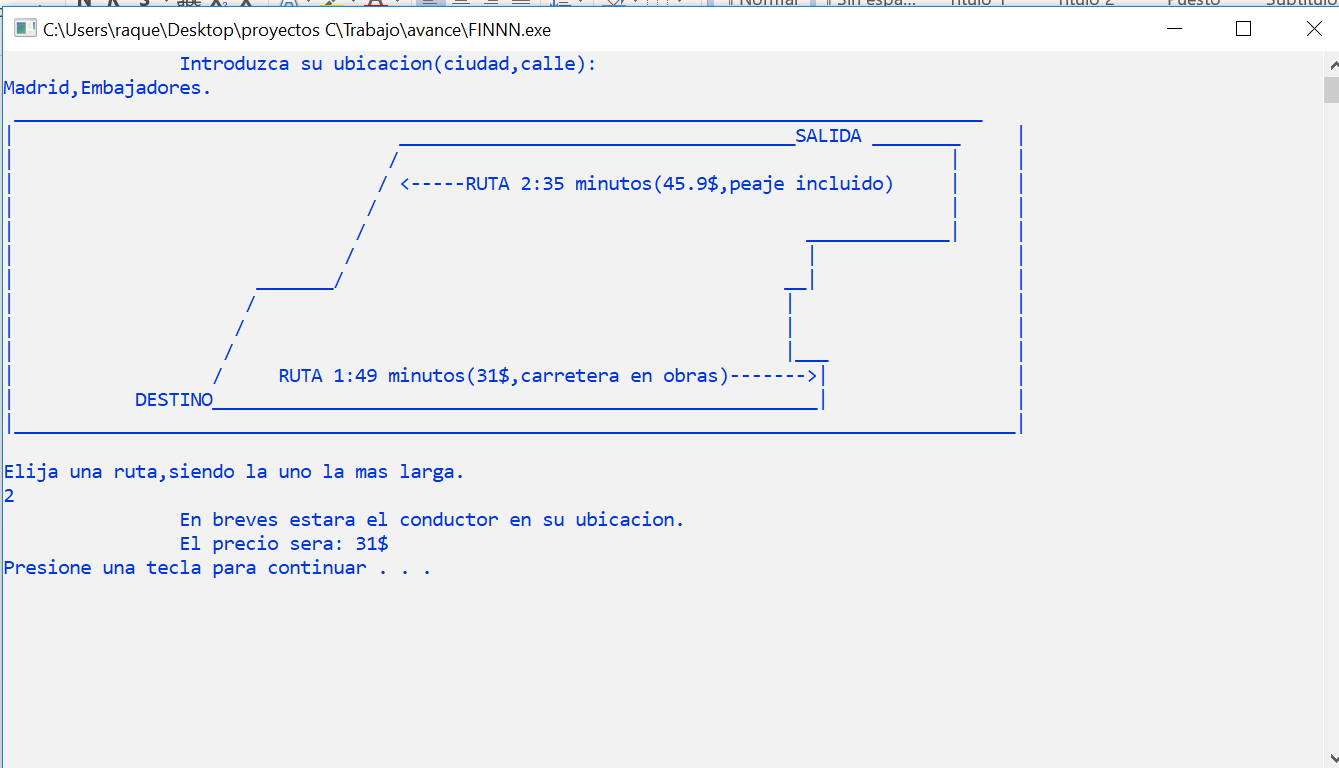 C:\Users\raque\Desktop\proyectos C\Trabajo\avance\FINNN.exe
Introduzca su ubicacion(ciudad,calle):
Madrid,Embajadores.
SALIDA
<-----RUTA 2:35 minutos(45.9$,peaje incluido)
RUTA 1:49 minutos(31$,carretera en obras)------->
DESTINO
Elija una ruta,siendo la uno la mas larga.
2
En breves estara el conductor en su ubicacion.
El precio sera: 31$
Presione una tecla para continuar . . .